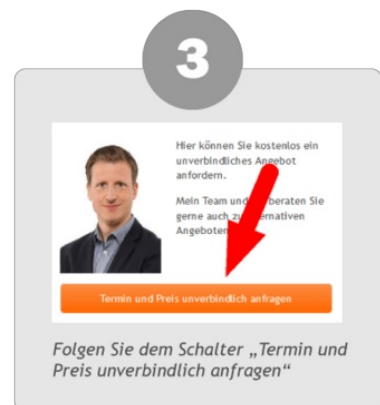 3
Hier können Sie kostenlos ein
unverbindliches Angebot
anfordern.
Mein Team und beraten Sie
gerne auch zu
Angeboten
Termin und Preis unverbindlich anfragen
Folgen Sie dem Schalter „Termin und
Preis unverbindlich anfragen“